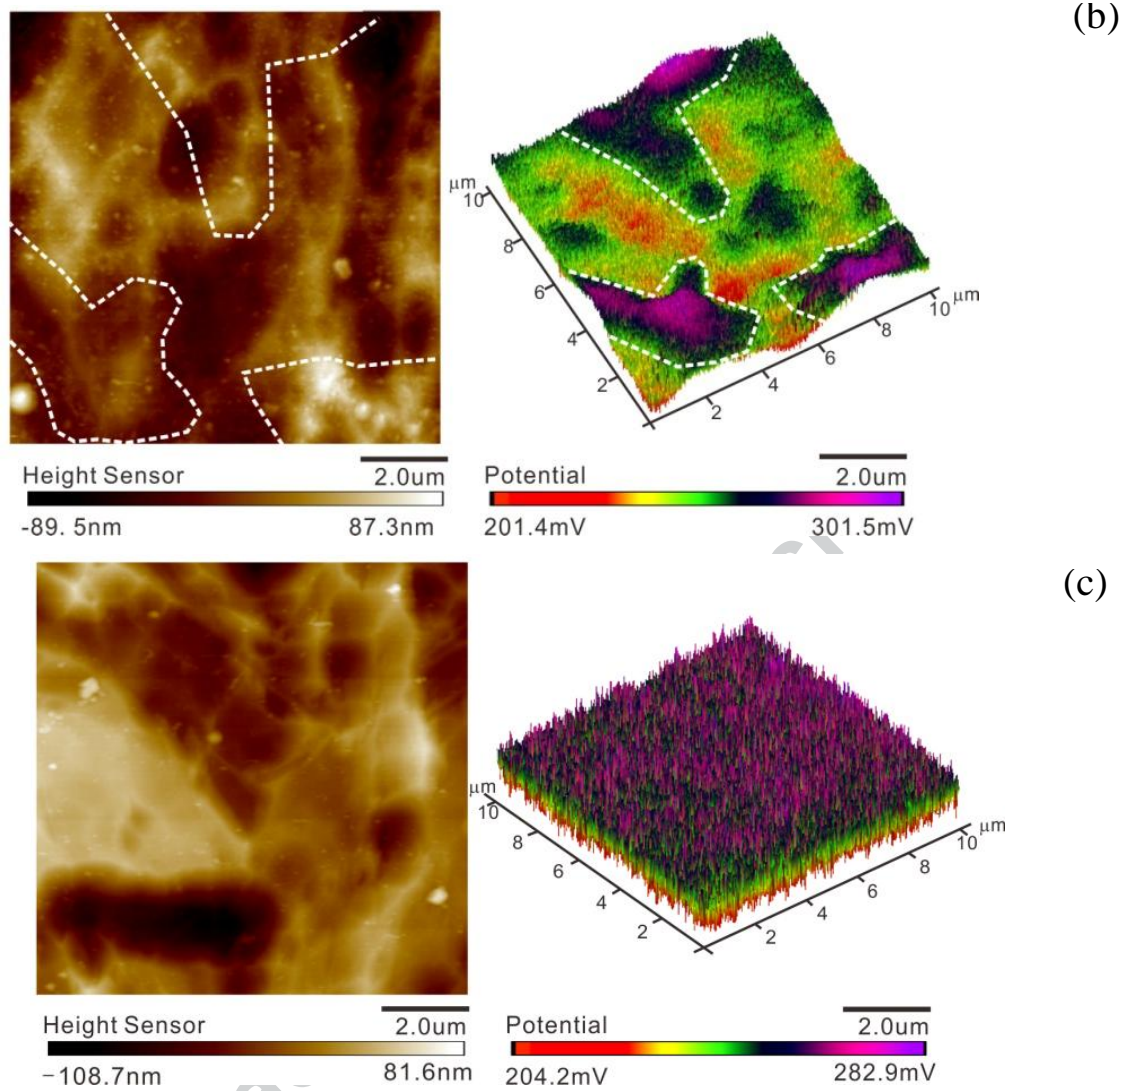 (b)
μm
10
8
6
4
2
2
4
6
8
10
μm
Height Sensor
2.0um
-89.5nm
87.3nm
Potential
2.0um
201.4mV
301.5mV
(c)
μm
10
8
6
4
2
2
4
6
8
10
μm
Height Sensor
2.0um
-108.7nm
81.6nm
Potential
2.0um
204.2mV
282.9mV